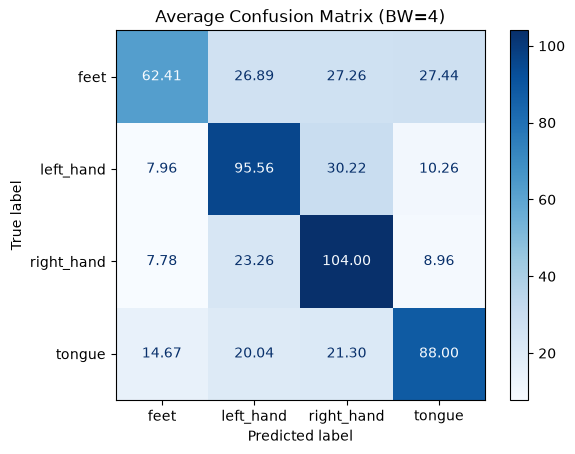 Average Confusion Matrix (BW=4)
feet 62.41 26.89 27.26 27.44
left_hand 7.96 95.56 30.22 10.26
right_hand 7.78 23.26 104.00 8.96
tongue 14.67 20.04 21.30 88.00
feet left_hand right_hand tongue
Predicted label
True label
100
80
60
40
20